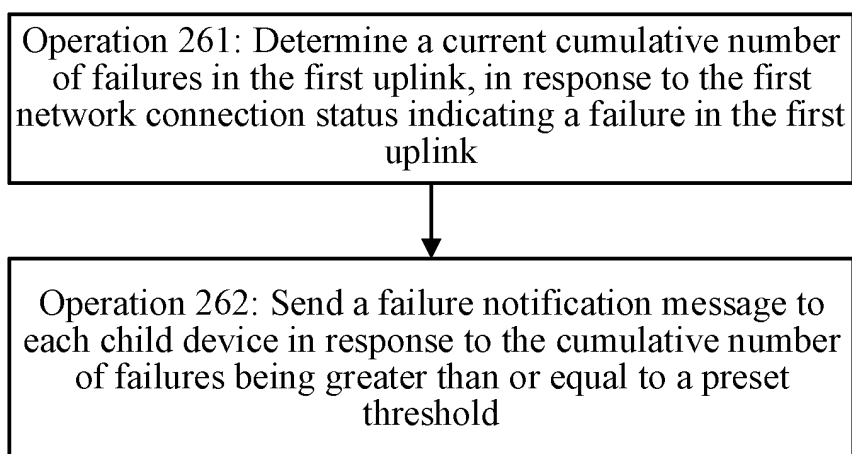 Operation 261: Determine a current cumulative number
of failures in the first uplink, in response to the first
network connection status indicating a failure in the first
uplink
Operation 262: Send a failure notification message to
each child device in response to the cumulative number
of failures being greater than or equal to a preset
threshold